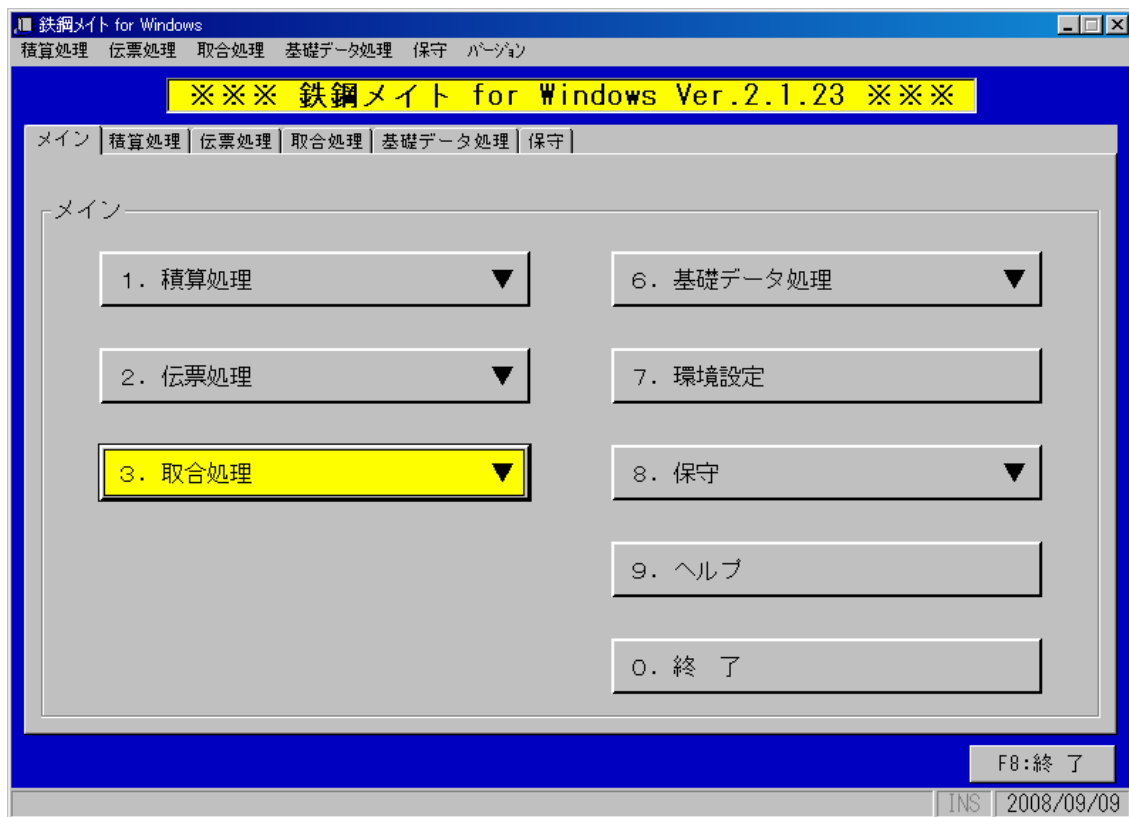 鉄鋼メイト for Windows
積算処理 伝票処理 取合処理 基礎データ処理 保守 バージョン
※※※ 鉄鋼メイト for Windows Ver.2.1.23 ※※※
メイン 積算処理 伝票処理 取合処理 基礎データ処理 保守
メイン
1. 積算処理 ▼
2. 伝票処理 ▼
3. 取合処理 ▼
6. 基礎データ処理 ▼
7. 環境設定
8. 保守 ▼
9. ヘルプ
0. 終 了
F8:終 了
INS 2008/09/09